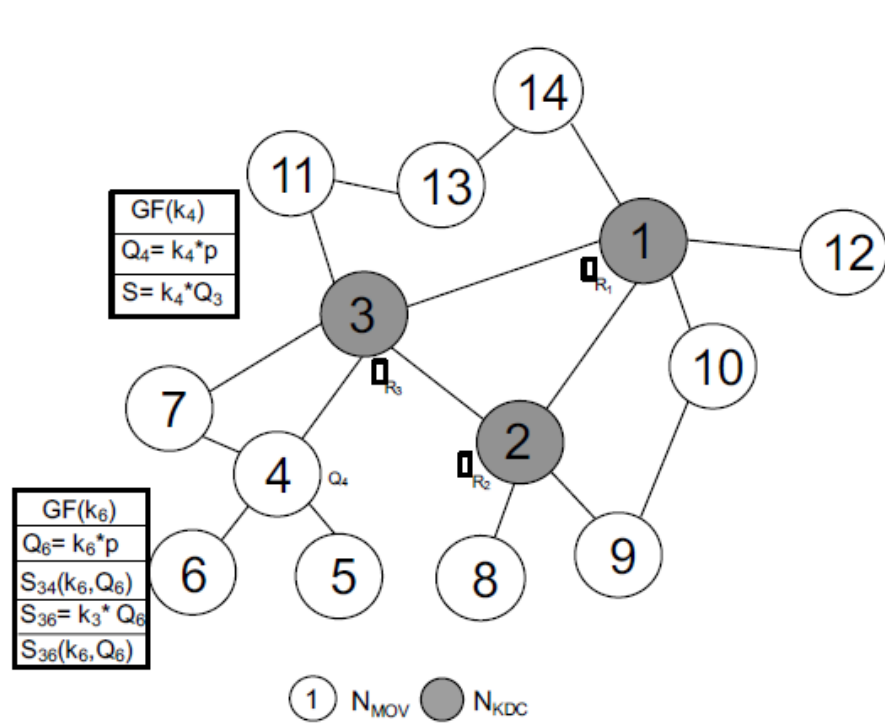 14
11
13
GF(k₄)
Q₄= k₄*p
S= k₄*Q₃
1
12
R₁
3
10
R₃
7
2
4
Q₄
R₂
GF(k₆)
Q₆= k₆*p
S₃₄(k₆,Q₆)
S₃₆= k₃* Q₆
S₃₆(k₆,Q₆)
6
5
8
9
1 N_MOV N_KDC